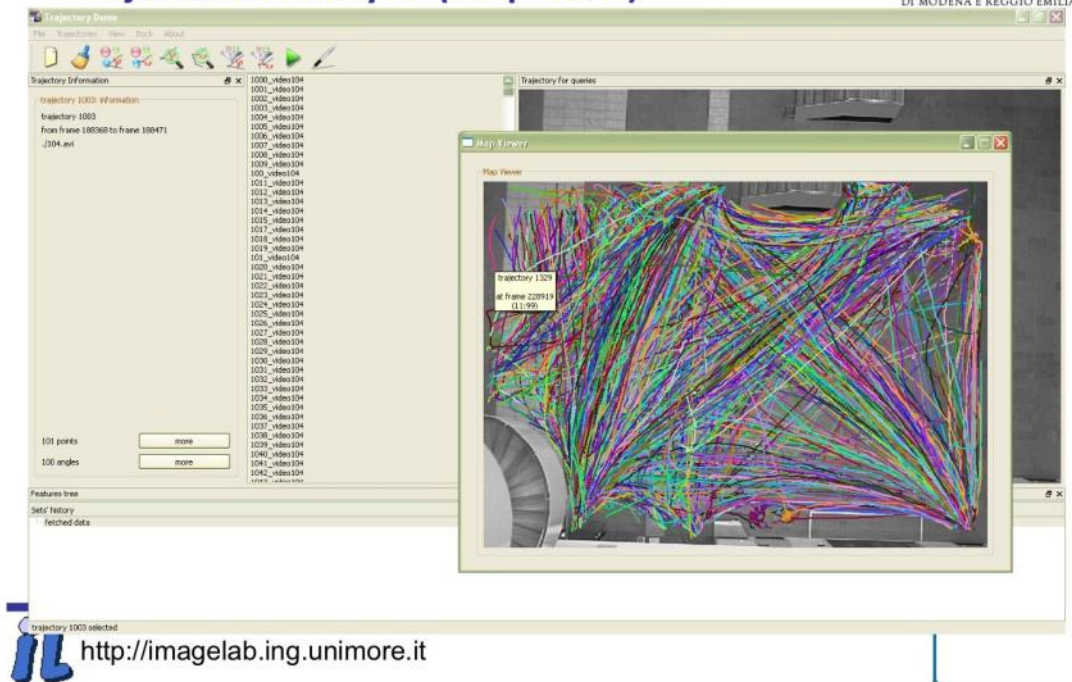 DI MODENA E REGGIO EMILIA
Trajectory Demo
File Trajectories View Dock About
Trajectory Information
trajectory 1003: information
trajectory 1003
from frame 188368 to frame 188471
./104.avi
101 points
more
100 angles
more
1000_video104
1001_video104
1002_video104
1003_video104
1004_video104
1005_video104
1006_video104
1007_video104
1008_video104
1009_video104
100_video104
1011_video104
1012_video104
1013_video104
1014_video104
1015_video104
1017_video104
1018_video104
1019_video104
101_video104
1020_video104
1021_video104
1022_video104
1023_video104
1024_video104
1025_video104
1026_video104
1027_video104
1028_video104
1029_video104
1030_video104
1031_video104
1032_video104
1033_video104
1034_video104
1035_video104
1036_video104
1037_video104
1038_video104
1039_video104
1040_video104
1041_video104
1042_video104
Trajectory for queries
Map Viewer
Map Viewer
trajectory 1329
at frame 228919
(11:99)
Features tree
Sets' history
fetched data
trajectory 1003 selected
http://imagelab.ing.unimore.it